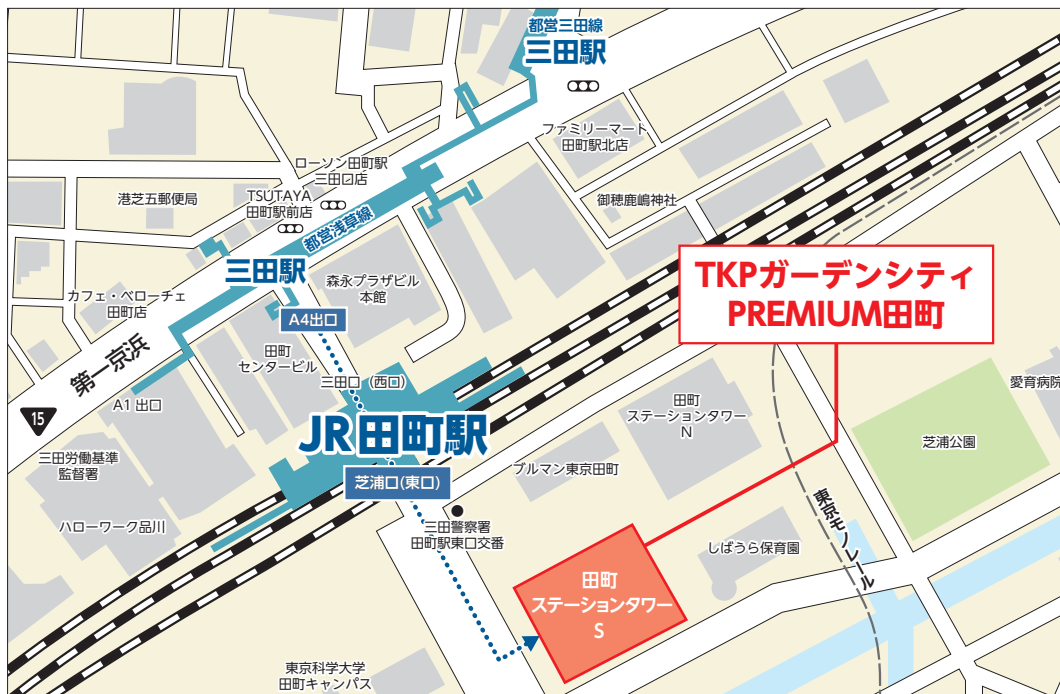 都営三田線
三田駅
ファミリーマート
田町駅北店
ローソン田町駅
三田口店
TSUTAYA
田町駅前店
港芝五郵便局
御穂鹿嶋神社
都営浅草線
三田駅
森永プラザビル
本館
TKPガーデンシティ
PREMIUM田町
カフェ・ベローチェ
田町店
A4出口
第一京浜
田町
センタービル
三田口（西口）
A1 出口
15
愛育病院
田町
ステーションタワー
N
芝浦公園
JR田町駅
三田労働基準
監督署
プルマン東京田町
芝浦口(東口)
ハローワーク品川
三田警察署
田町駅東口交番
東京モノレール
しばうら保育園
田町
ステーションタワー
S
東京科学大学
田町キャンパス